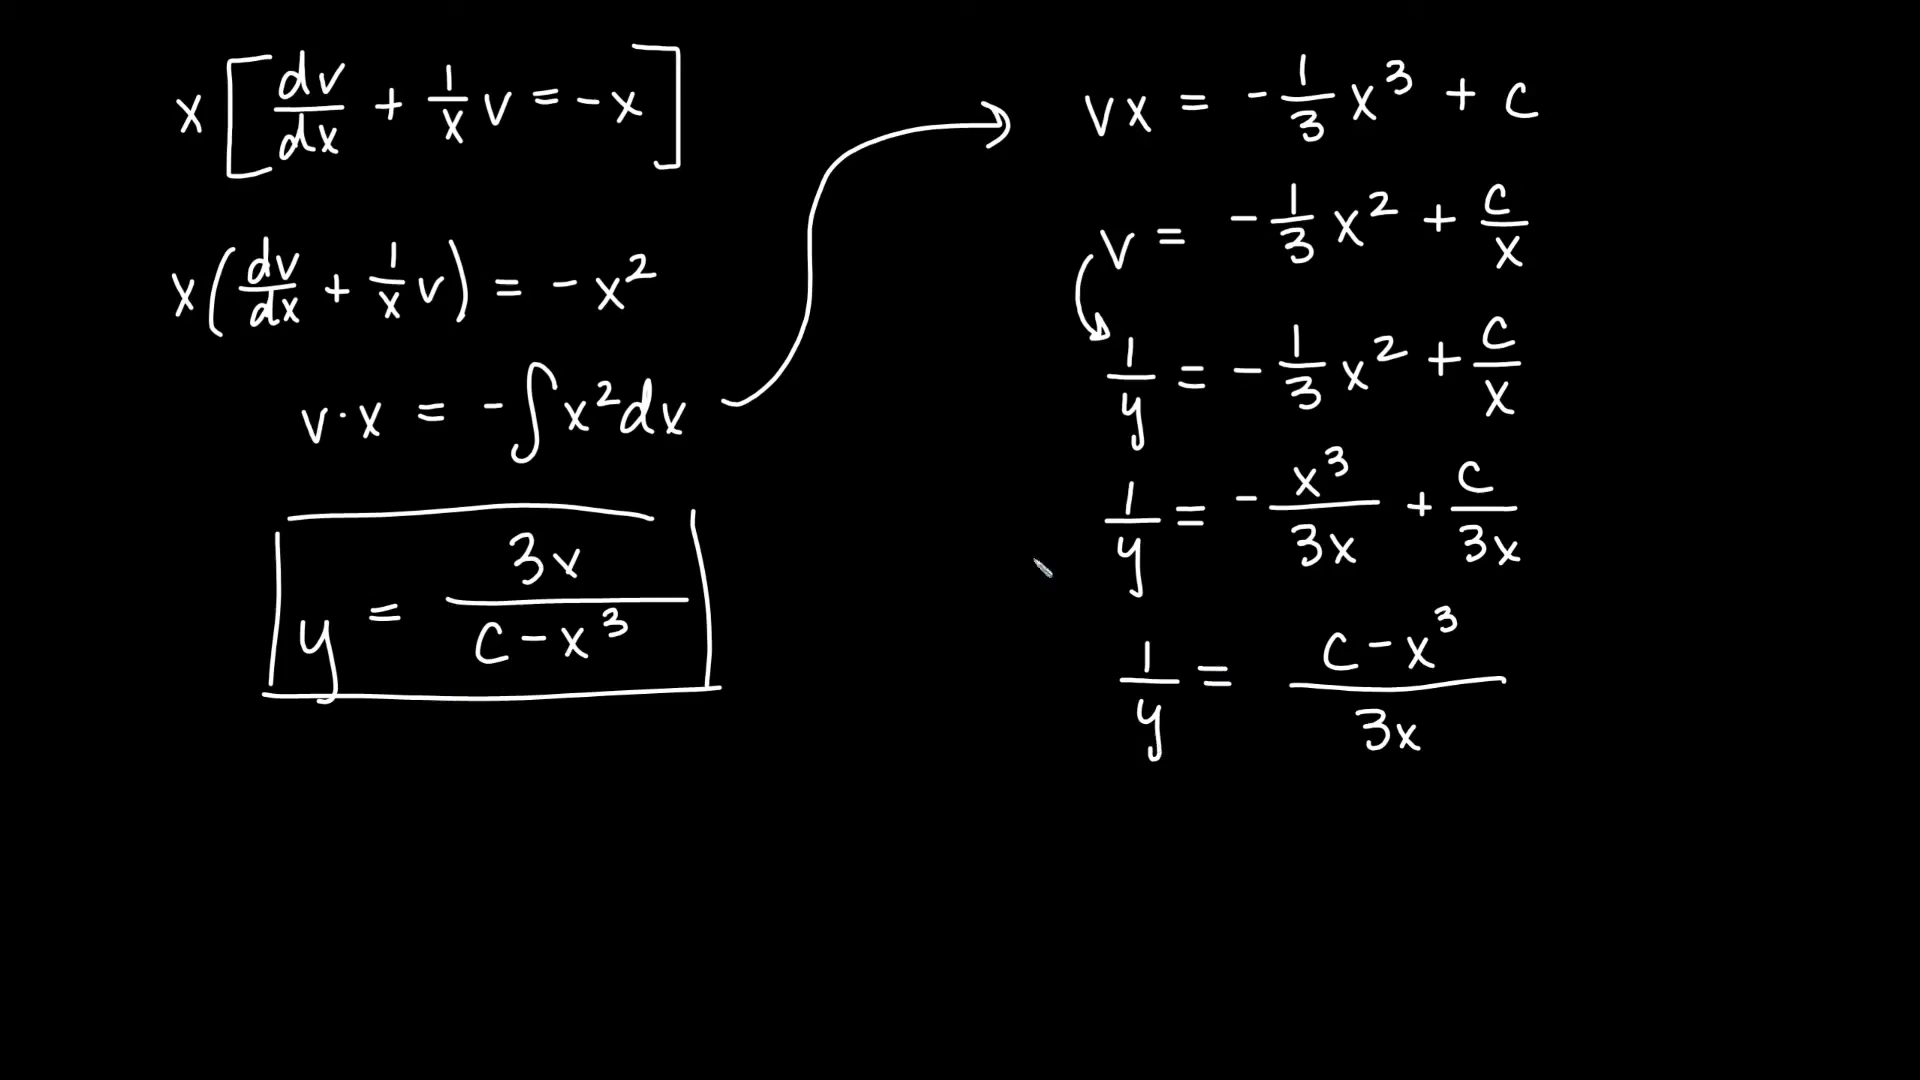 x [ dv/dx + 1/x v = -x ]
x ( dv/dx + 1/x v ) = -x²
v·x = -∫x²dx
y = 3x/(c-x³)
vx = -1/3 x³ + c
v = -1/3 x² + c/x
1/y = -1/3 x² + c/x
1/y = -x³/3x + c/3x
1/y = (c-x³)/3x